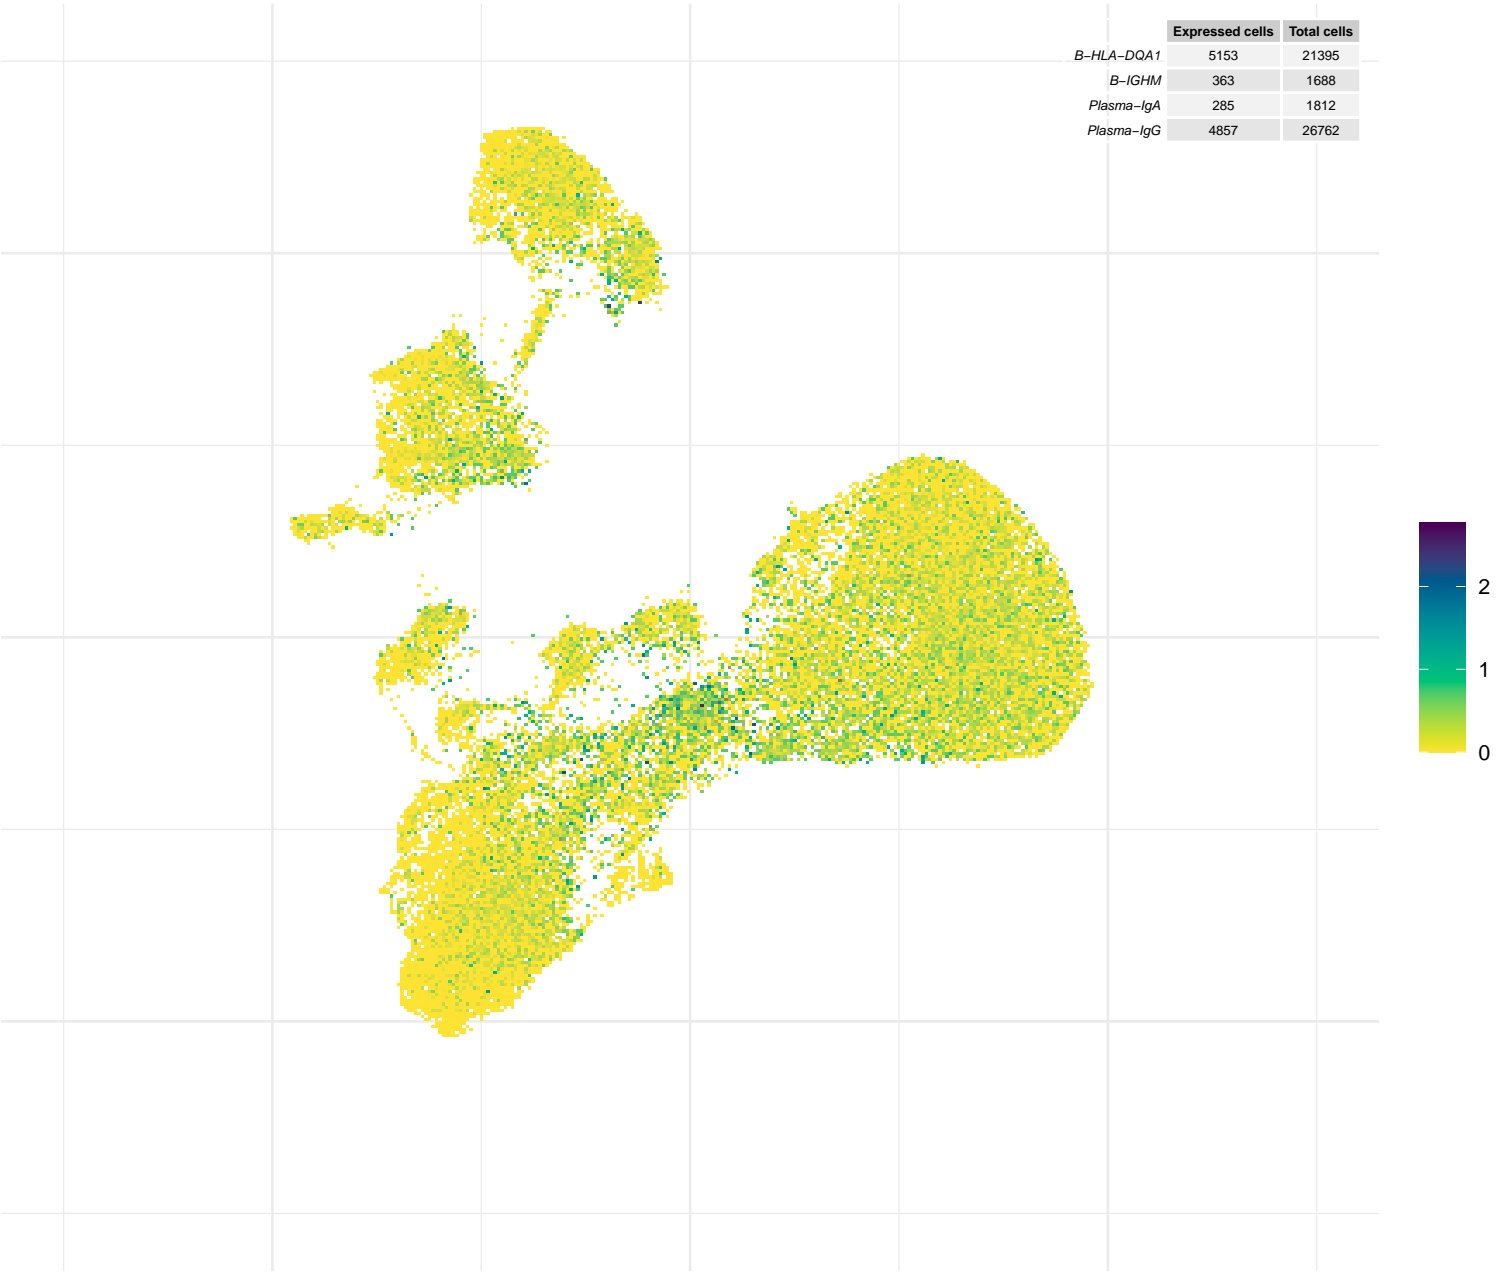 Expressed cells Total cells
B−HLA−DQA1 5153 21395
B−IGHM 363 1688
Plasma−IgA 285 1812
Plasma−IgG 4857 26762
2
1
0